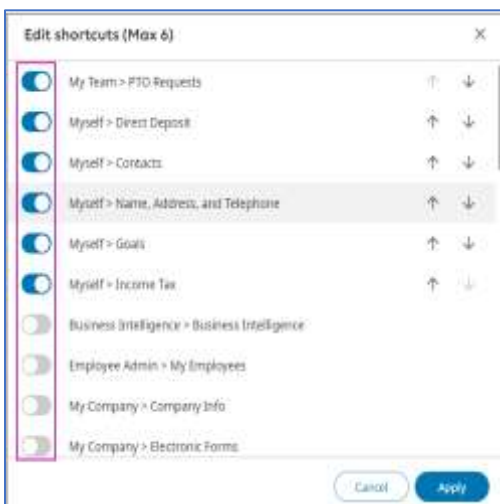 Edit shortcuts (Max 6)
My Team > PTO Requests
Myself > Direct Deposit
Myself > Contacts
Myself > Name, Address, and Telephone
Myself > Goals
Myself > Income Tax
Business Intelligence > Business Intelligence
Employee Admin > My Employees
My Company > Company Info
My Company > Electronic Forms
Cancel Apply